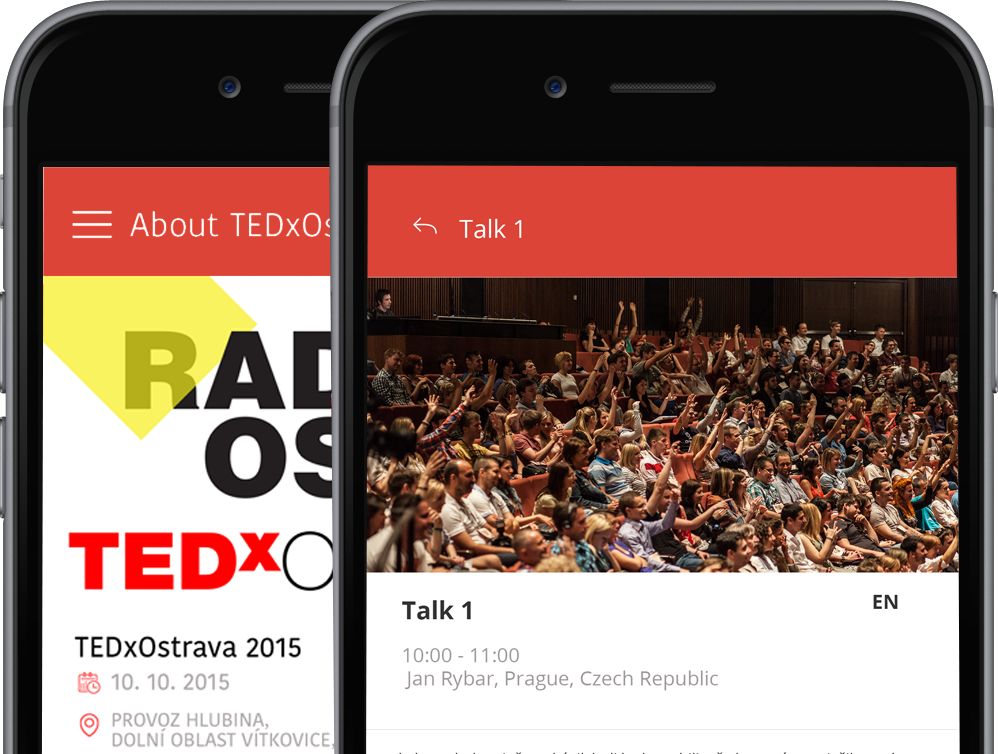 About TEDxOs
RAD
OS
TEDxO
TEDxOstrava 2015
10. 10. 2015
PROVOZ HLUBINA,
DOLNÍ OBLAST VÍTKOVICE,
Talk 1
Talk 1
EN
10:00 - 11:00
Jan Rybar, Prague, Czech Republic